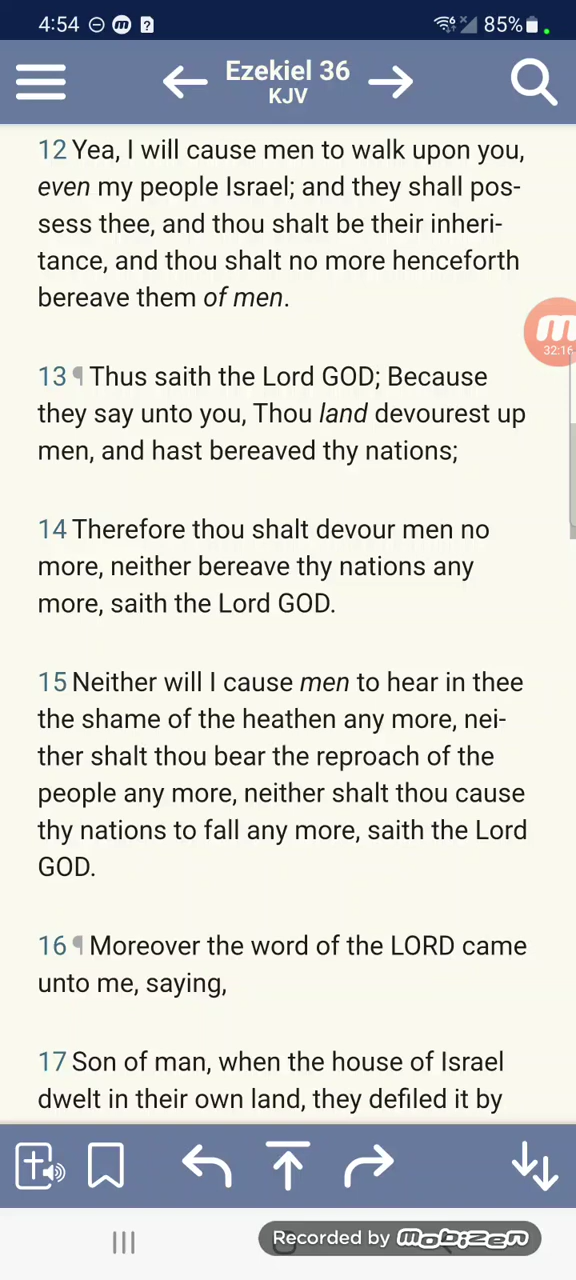 4:54 85%
Ezekiel 36
KJV
12 Yea, I will cause men to walk upon you,
even my people Israel; and they shall pos-
sess thee, and thou shalt be their inheri-
tance, and thou shalt no more henceforth
bereave them of men.
m
32:16
13 ¶ Thus saith the Lord GOD; Because
they say unto you, Thou land devourest up
men, and hast bereaved thy nations;
14 Therefore thou shalt devour men no
more, neither bereave thy nations any
more, saith the Lord GOD.
15 Neither will I cause men to hear in thee
the shame of the heathen any more, nei-
ther shalt thou bear the reproach of the
people any more, neither shalt thou cause
thy nations to fall any more, saith the Lord
GOD.
16 ¶ Moreover the word of the LORD came
unto me, saying,
17 Son of man, when the house of Israel
dwelt in their own land, they defiled it by
Recorded by mobizen